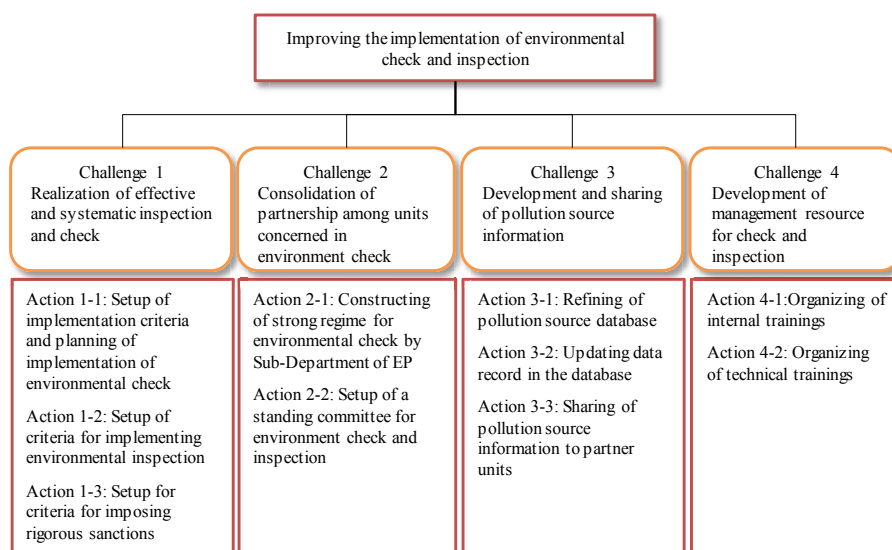 Improving the implementation of environmental
check and inspection
Challenge 1
Realization of effective
and systematic inspection
and check
Challenge 2
Consolidation of
partnership among units
concerned in
environment check
Challenge 3
Development and sharing
of pollution source
information
Challenge 4
Development of
management resource
for check and
inspection
Action 1-1: Setup of
implementation criteria
and planning of
implementation of
environmental check
Action 1-2: Setup of
criteria for implementing
environmental inspection
Action 1-3: Setup for
criteria for imposing
rigorous sanctions
Action 2-1: Constructing
of strong regime for
environmental check by
Sub-Department of EP
Action 2-2: Setup of a
standing committee for
environment check and
inspection
Action 3-1: Refining of
pollution source database
Action 3-2: Updating data
record in the database
Action 3-3: Sharing of
pollution source
information to partner
units
Action 4-1:Organizing of
internal trainings
Action 4-2: Organizing
of technical trainings